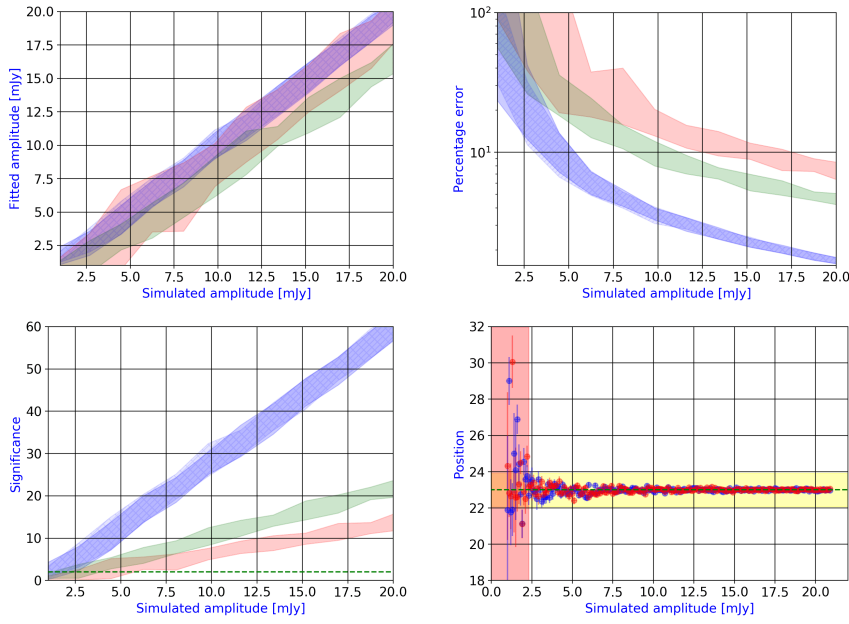 20.0
17.5
15.0
12.5
10.0
7.5
5.0
2.5
Fitted amplitude [mJy]
2.5 5.0 7.5 10.0 12.5 15.0 17.5 20.0
Simulated amplitude [mJy]
10²
10¹
Percentage error
2.5 5.0 7.5 10.0 12.5 15.0 17.5 20.0
Simulated amplitude [mJy]
60
50
40
30
20
10
0
Significance
2.5 5.0 7.5 10.0 12.5 15.0 17.5 20.0
Simulated amplitude [mJy]
32
30
28
26
24
22
20
18
Position
0.0 2.5 5.0 7.5 10.0 12.5 15.0 17.5 20.0
Simulated amplitude [mJy]